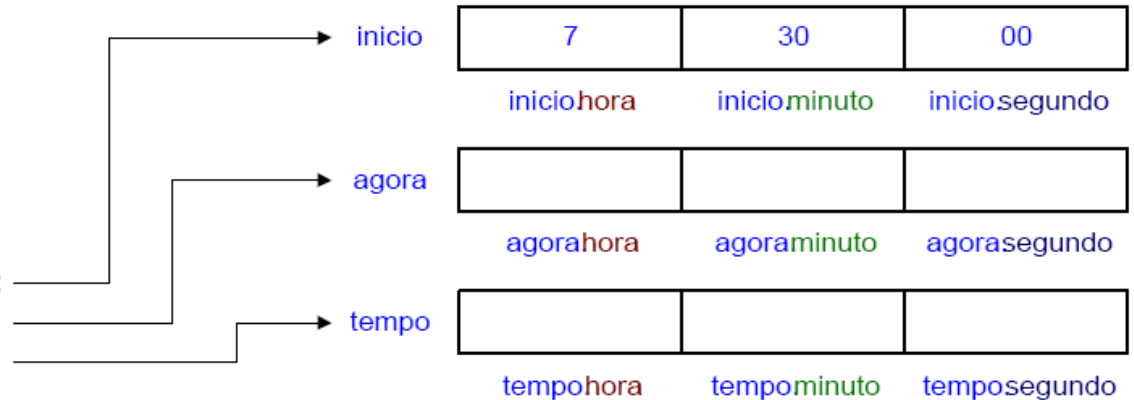 inicio 7 30 00
inicio.hora inicio.minuto inicio.segundo
agora
agora.hora agora.minuto agora.segundo
tempo
tempo.hora tempo.minuto tempo.segundo